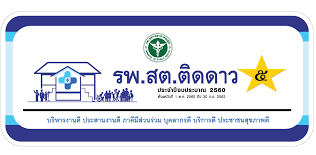 รพ.สต.ติดดาว
๕
ประจำปีงบประมาณ 2560
บริหารงานดี ประสานงานดี ภาคีมีส่วนร่วม บุคลากรดี บริการดี ประชาชนสุขภาพดี